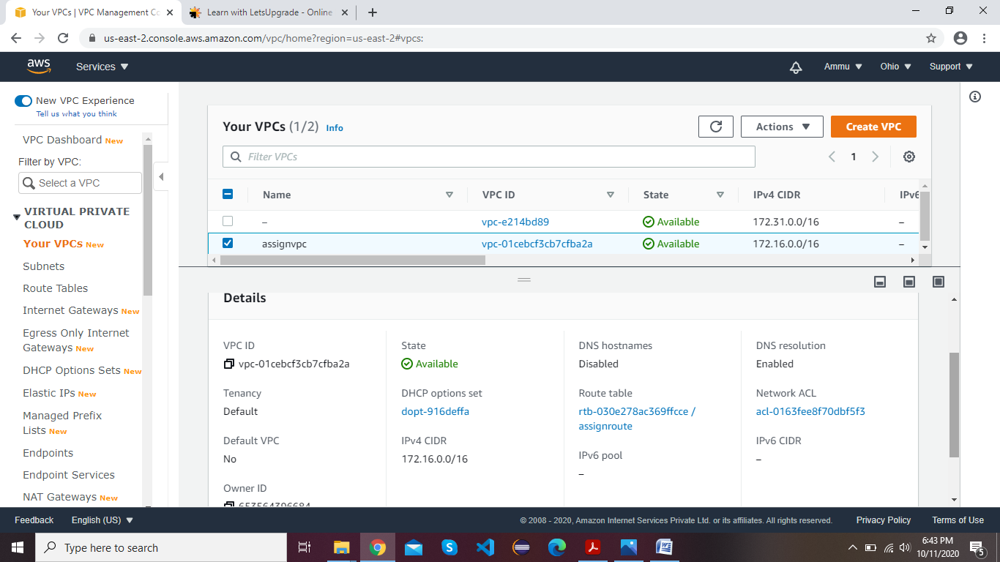 Your VPCs | VPC Management Co
Learn with LetsUpgrade - Online
us-east-2.console.aws.amazon.com/vpc/home?region=us-east-2#vpcs:
aws
Services
Ammu
Ohio
Support
New VPC Experience
Tell us what you think
VPC Dashboard New
Filter by VPC:
Select a VPC
VIRTUAL PRIVATE
CLOUD
Your VPCs New
Subnets
Route Tables
Internet Gateways New
Egress Only Internet
Gateways New
DHCP Options Sets New
Elastic IPs New
Managed Prefix
Lists New
Endpoints
Endpoint Services
NAT Gateways New
Your VPCs (1/2) Info
Actions
Create VPC
Filter VPCs
1
Name VPC ID State IPv4 CIDR IPv6
– vpc-e214bd89 Available 172.31.0.0/16 –
assignvpc vpc-01cebcf3cb7cfba2a Available 172.16.0.0/16 –
Details
VPC ID
vpc-01cebcf3cb7cfba2a
Tenancy
Default
Default VPC
No
Owner ID
653564396684
State
Available
DHCP options set
dopt-916deffa
IPv4 CIDR
172.16.0.0/16
DNS hostnames
Disabled
Route table
rtb-030e278ac369ffcce /
assignroute
IPv6 pool
–
DNS resolution
Enabled
Network ACL
acl-0163fee8f70dbf5f3
IPv6 CIDR
–
Feedback
English (US)
© 2008 - 2020, Amazon Internet Services Private Ltd. or its affiliates. All rights reserved.
Privacy Policy
Terms of Use
Type here to search
6:43 PM
10/11/2020
5